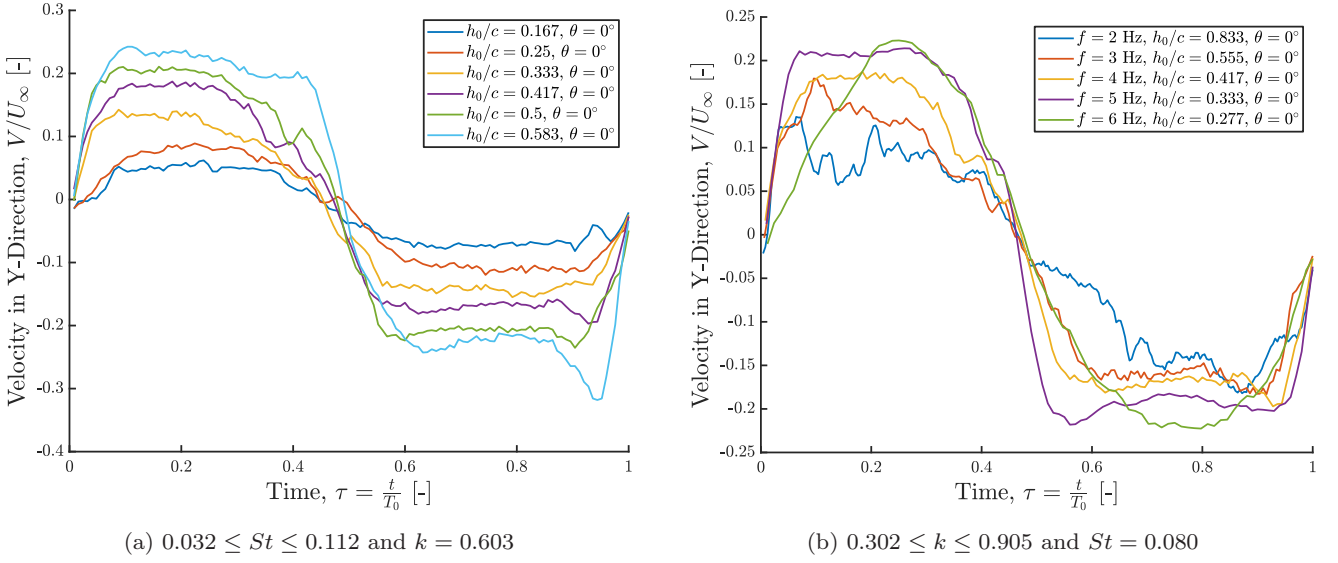 0.3
0.2
0.1
0
-0.1
-0.2
-0.3
-0.4
Velocity in Y-Direction, V/U∞ [-]
h₀/c = 0.167, θ = 0°
h₀/c = 0.25, θ = 0°
h₀/c = 0.333, θ = 0°
h₀/c = 0.417, θ = 0°
h₀/c = 0.5, θ = 0°
h₀/c = 0.583, θ = 0°
0 0.2 0.4 0.6 0.8 1
Time, τ = t/T₀ [-]
(a) 0.032 ≤ St ≤ 0.112 and k = 0.603
0.25
0.2
0.15
0.1
0.05
0
-0.05
-0.1
-0.15
-0.2
-0.25
Velocity in Y-Direction, V/U∞ [-]
f = 2 Hz, h₀/c = 0.833, θ = 0°
f = 3 Hz, h₀/c = 0.555, θ = 0°
f = 4 Hz, h₀/c = 0.417, θ = 0°
f = 5 Hz, h₀/c = 0.333, θ = 0°
f = 6 Hz, h₀/c = 0.277, θ = 0°
0 0.2 0.4 0.6 0.8 1
Time, τ = t/T₀ [-]
(b) 0.302 ≤ k ≤ 0.905 and St = 0.080